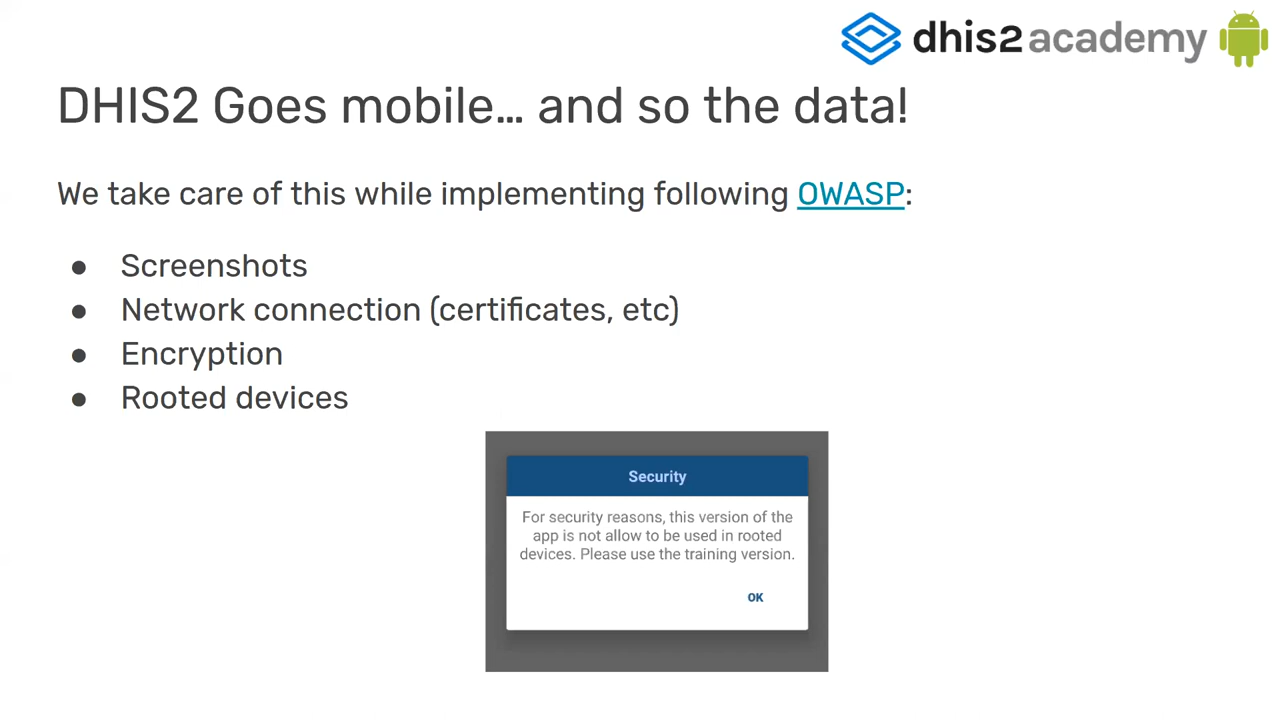 dhis2 academy
DHIS2 Goes mobile… and so the data!
We take care of this while implementing following OWASP:
● Screenshots
● Network connection (certificates, etc)
● Encryption
● Rooted devices
Security
For security reasons, this version of the
app is not allow to be used in rooted
devices. Please use the training version.
OK